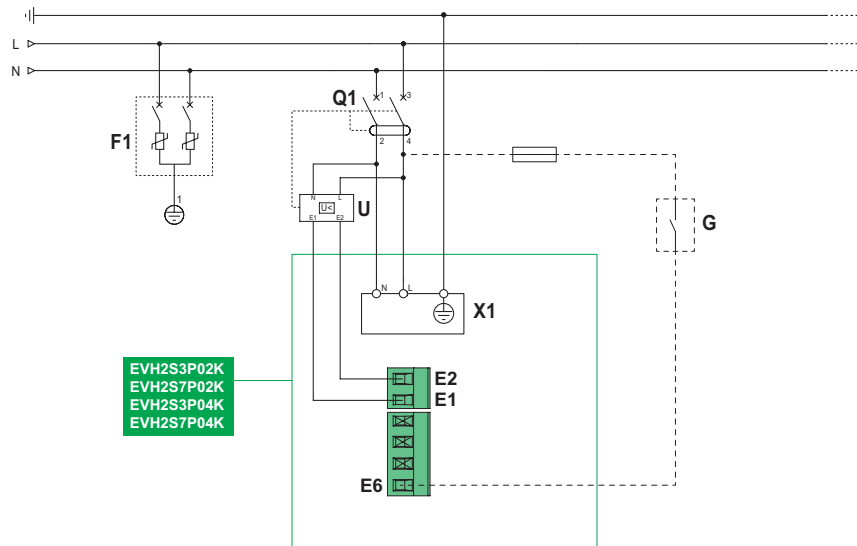 L
N
Q1
1
3
2
4
F1
1
N
L
U<
E1
E2
U
G
N
L
X1
EVH2S3P02K
EVH2S7P02K
EVH2S3P04K
EVH2S7P04K
E2
E1
E6